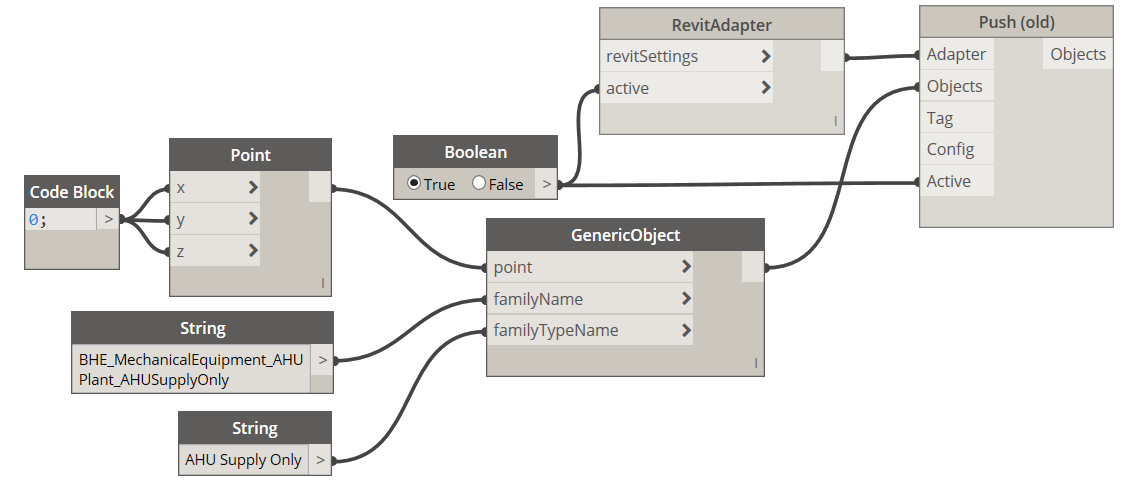 RevitAdapter
revitSettings >
active >
l
Push (old)
Adapter
Objects
Objects
Tag
Config
Active
Boolean
True
False
>
Point
x >
y >
z >
l
Code Block
0;
>
GenericObject
point >
familyName >
familyTypeName >
l
String
BHE_MechanicalEquipment_AHU
Plant_AHUSupplyOnly
>
String
AHU Supply Only
>